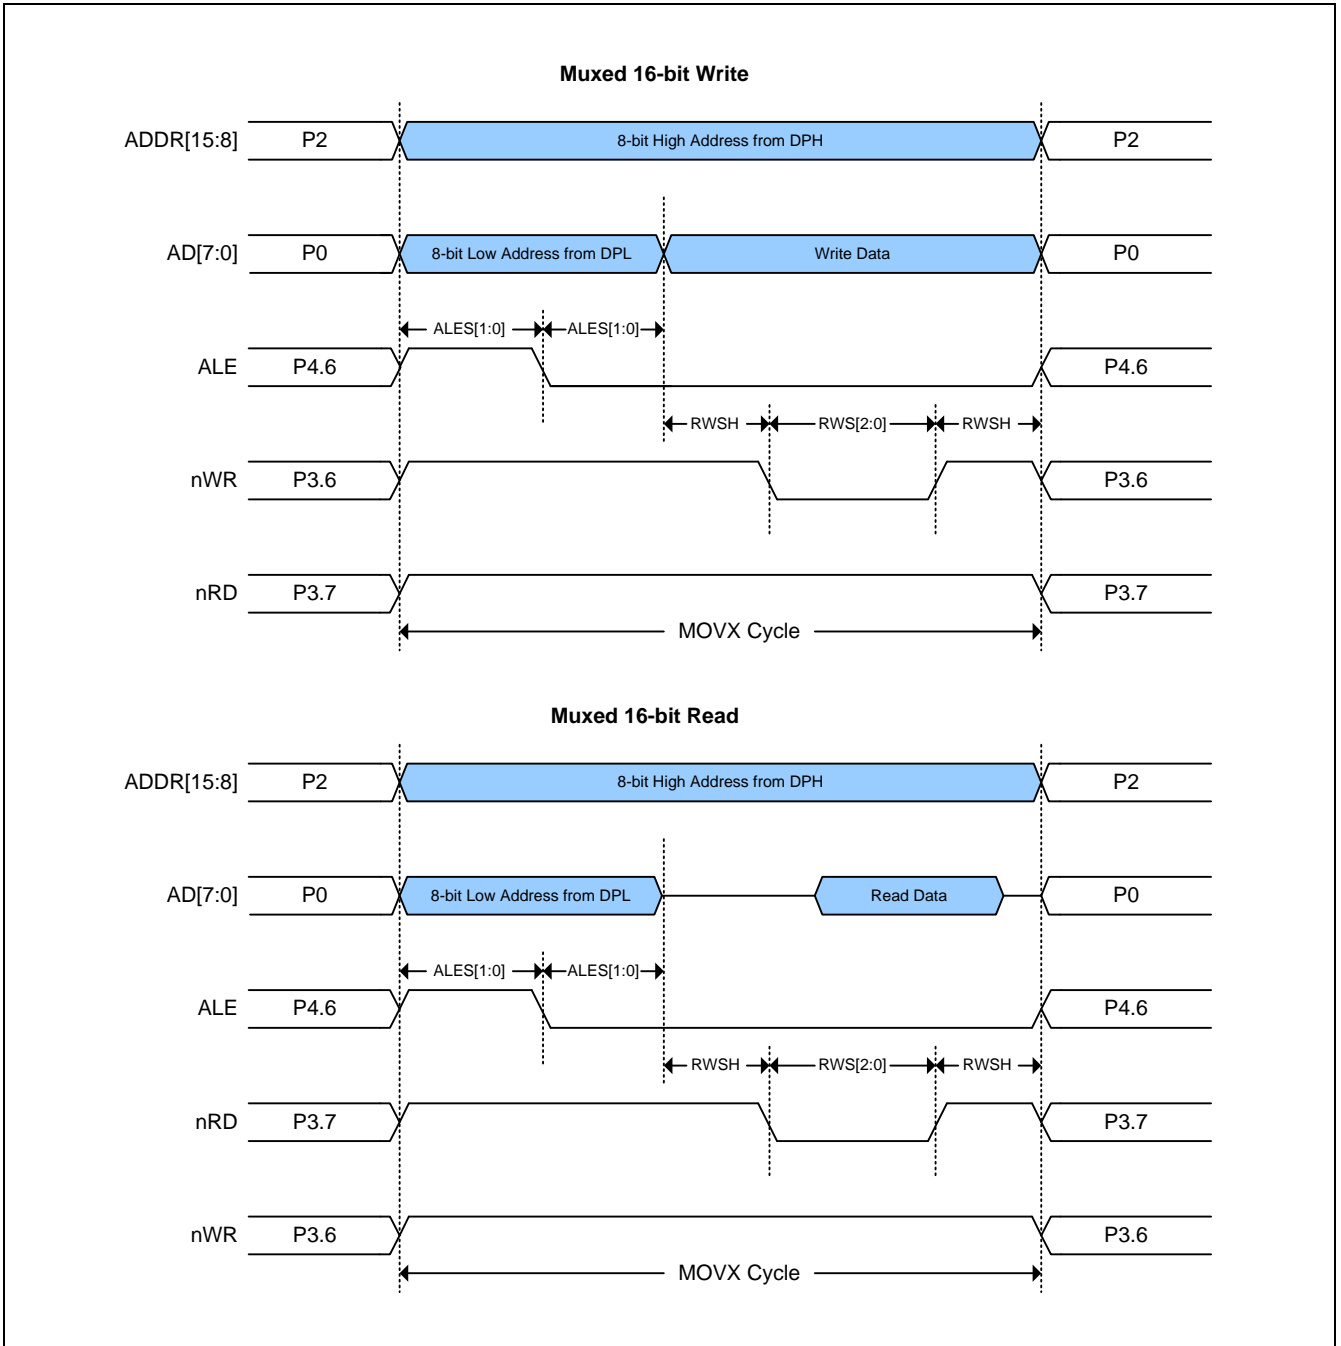 Muxed 16-bit Write
ADDR[15:8] P2 8-bit High Address from DPH P2
AD[7:0] P0 8-bit Low Address from DPL Write Data P0
ALES[1:0] ALES[1:0]
ALE P4.6 P4.6
RWSH RWS[2:0] RWSH
nWR P3.6 P3.6
nRD P3.7 P3.7
MOVX Cycle
Muxed 16-bit Read
ADDR[15:8] P2 8-bit High Address from DPH P2
AD[7:0] P0 8-bit Low Address from DPL Read Data P0
ALES[1:0] ALES[1:0]
ALE P4.6 P4.6
RWSH RWS[2:0] RWSH
nRD P3.7 P3.7
nWR P3.6 P3.6
MOVX Cycle